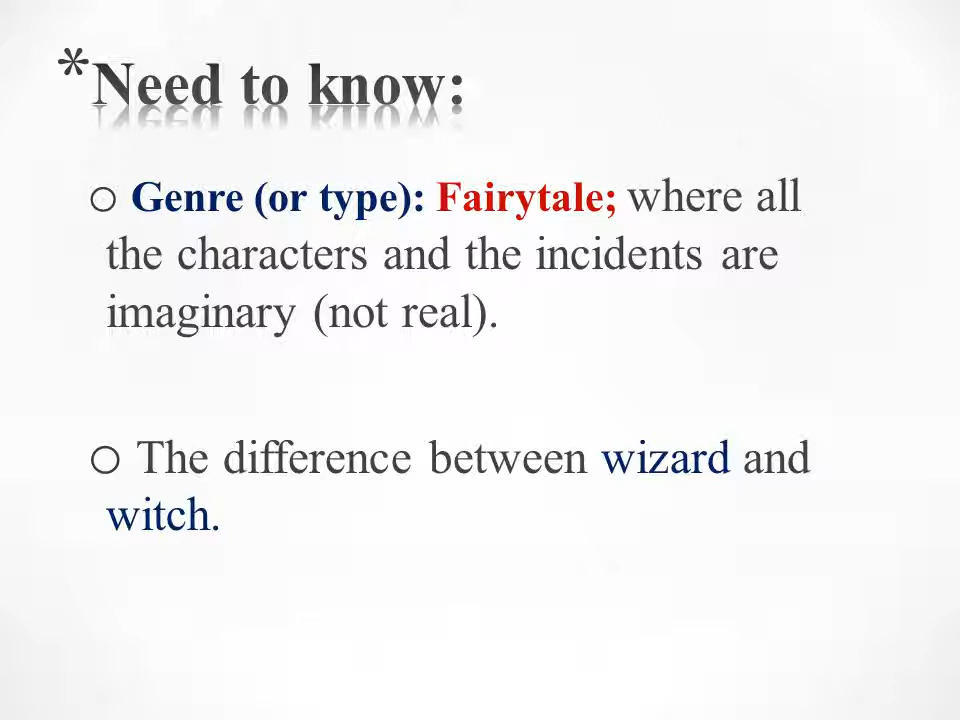 *Need to know:
o Genre (or type): Fairytale; where all
the characters and the incidents are
imaginary (not real).
o The difference between wizard and
witch.